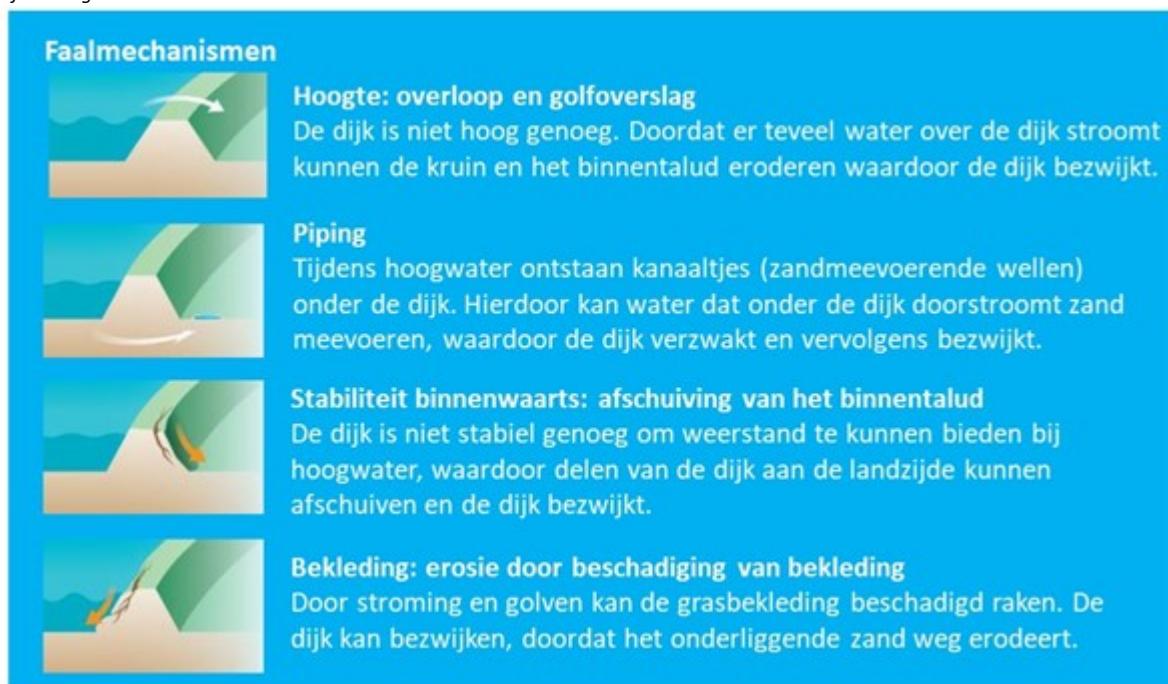 Faalmechanismen
Hoogte: overloop en golfoverslag
De dijk is niet hoog genoeg. Doordat er teveel water over de dijk stroomt
kunnen de kruin en het binnentalud eroderen waardoor de dijk bezwijkt.
Piping
Tijdens hoogwater ontstaan kanaaltjes (zandmeevoerende wellen)
onder de dijk. Hierdoor kan water dat onder de dijk doorstroomt zand
meevoeren, waardoor de dijk verzwakt en vervolgens bezwijkt.
Stabiliteit binnenwaarts: afschuiving van het binnentalud
De dijk is niet stabiel genoeg om weerstand te kunnen bieden bij
hoogwater, waardoor delen van de dijk aan de landzijde kunnen
afschuiven en de dijk bezwijkt.
Bekleding: erosie door beschadiging van bekleding
Door stroming en golven kan de grasbekleding beschadigd raken. De
dijk kan bezwijken, doordat het onderliggende zand weg erodeert.